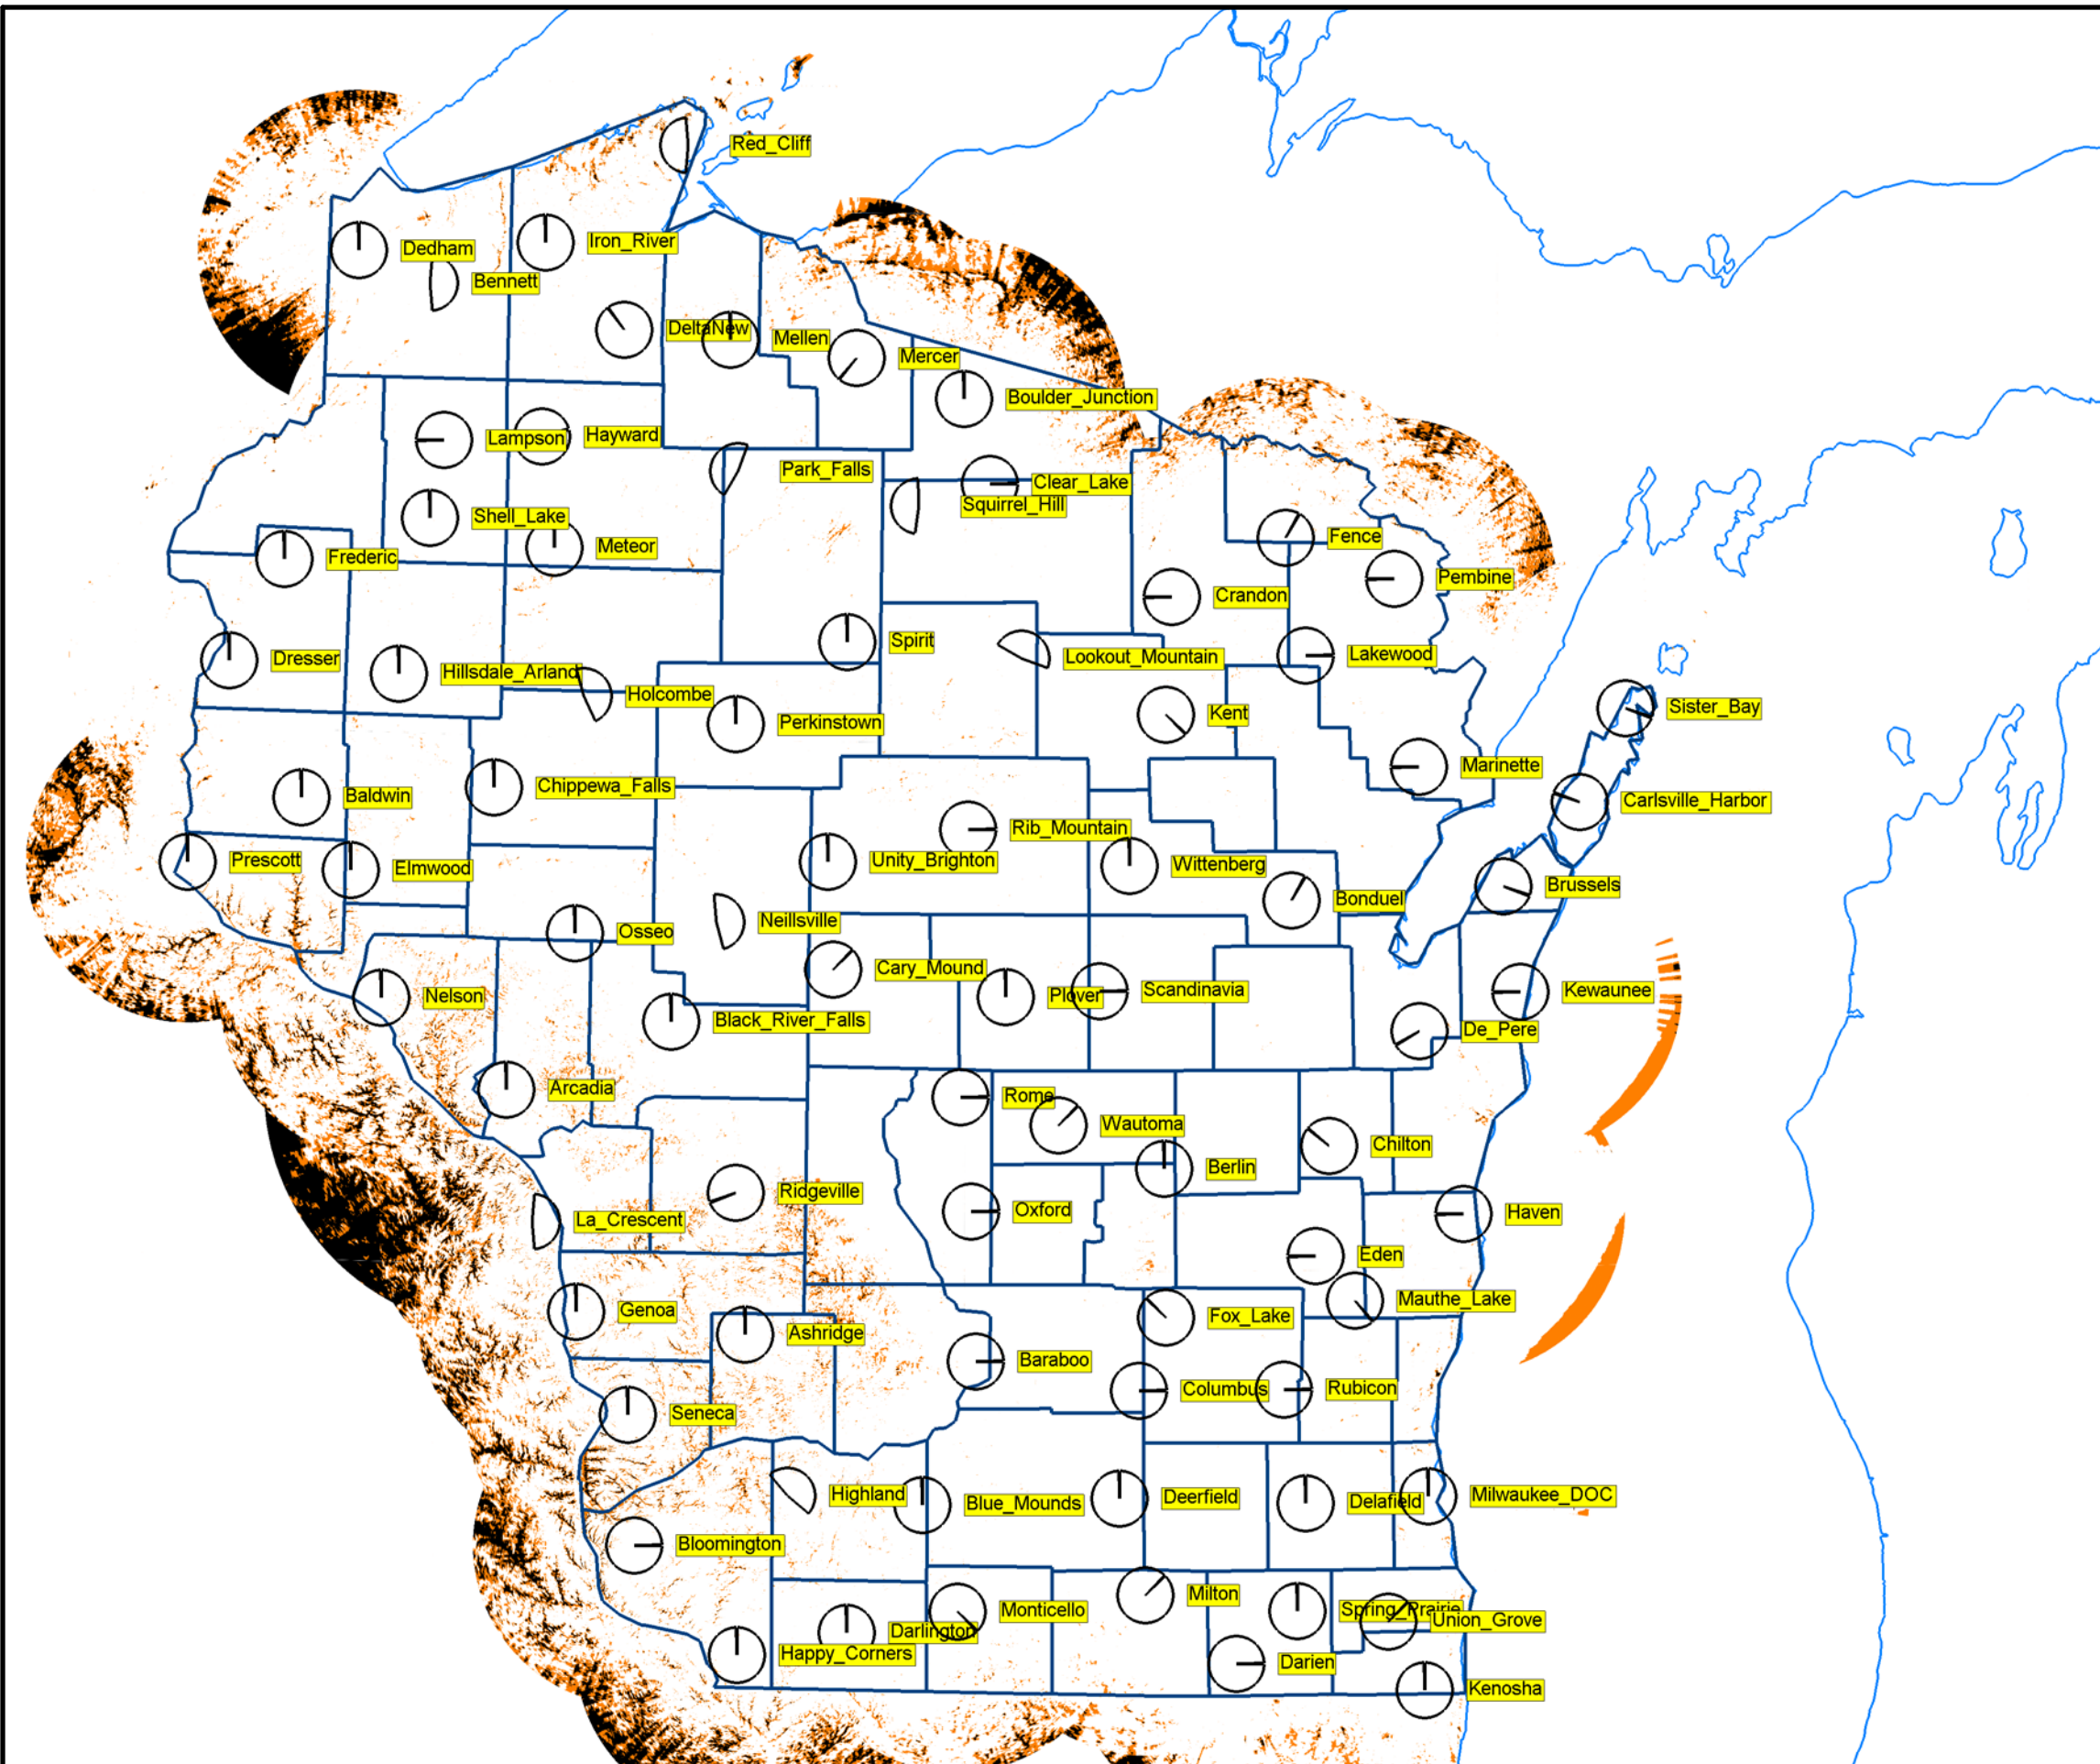 Red_Cliff
Iron_River
Dedham
Bennett
DeltaNew
Mellen
Mercer
Boulder_Junction
Lampson
Hayward
Park_Falls
Clear_Lake
Squirrel_Hill
Shell_Lake
Meteor
Fence
Frederic
Pembine
Crandon
Spirit
Lakewood
Lookout_Mountain
Dresser
Hillsdale_Arland
Holcombe
Sister_Bay
Kent
Perkinstown
Marinette
Chippewa_Falls
Baldwin
Carlsville_Harbor
Rib_Mountain
Prescott
Elmwood
Unity_Brighton
Wittenberg
Brussels
Bonduel
Neillsville
Osseo
Cary_Mound
Scandinavia
Kewaunee
Nelson
Plover
Black_River_Falls
De_Pere
Arcadia
Rome
Wautoma
Chilton
Berlin
Ridgeville
Oxford
Haven
La_Crescent
Eden
Mauthe_Lake
Genoa
Fox_Lake
Ashridge
Baraboo
Columbus
Rubicon
Seneca
Highland
Blue_Mounds
Deerfield
Delafield
Milwaukee_DOC
Bloomington
Milton
Monticello
Spring_Prairie
Union_Grove
Darlington
Happy_Corners
Darien
Kenosha